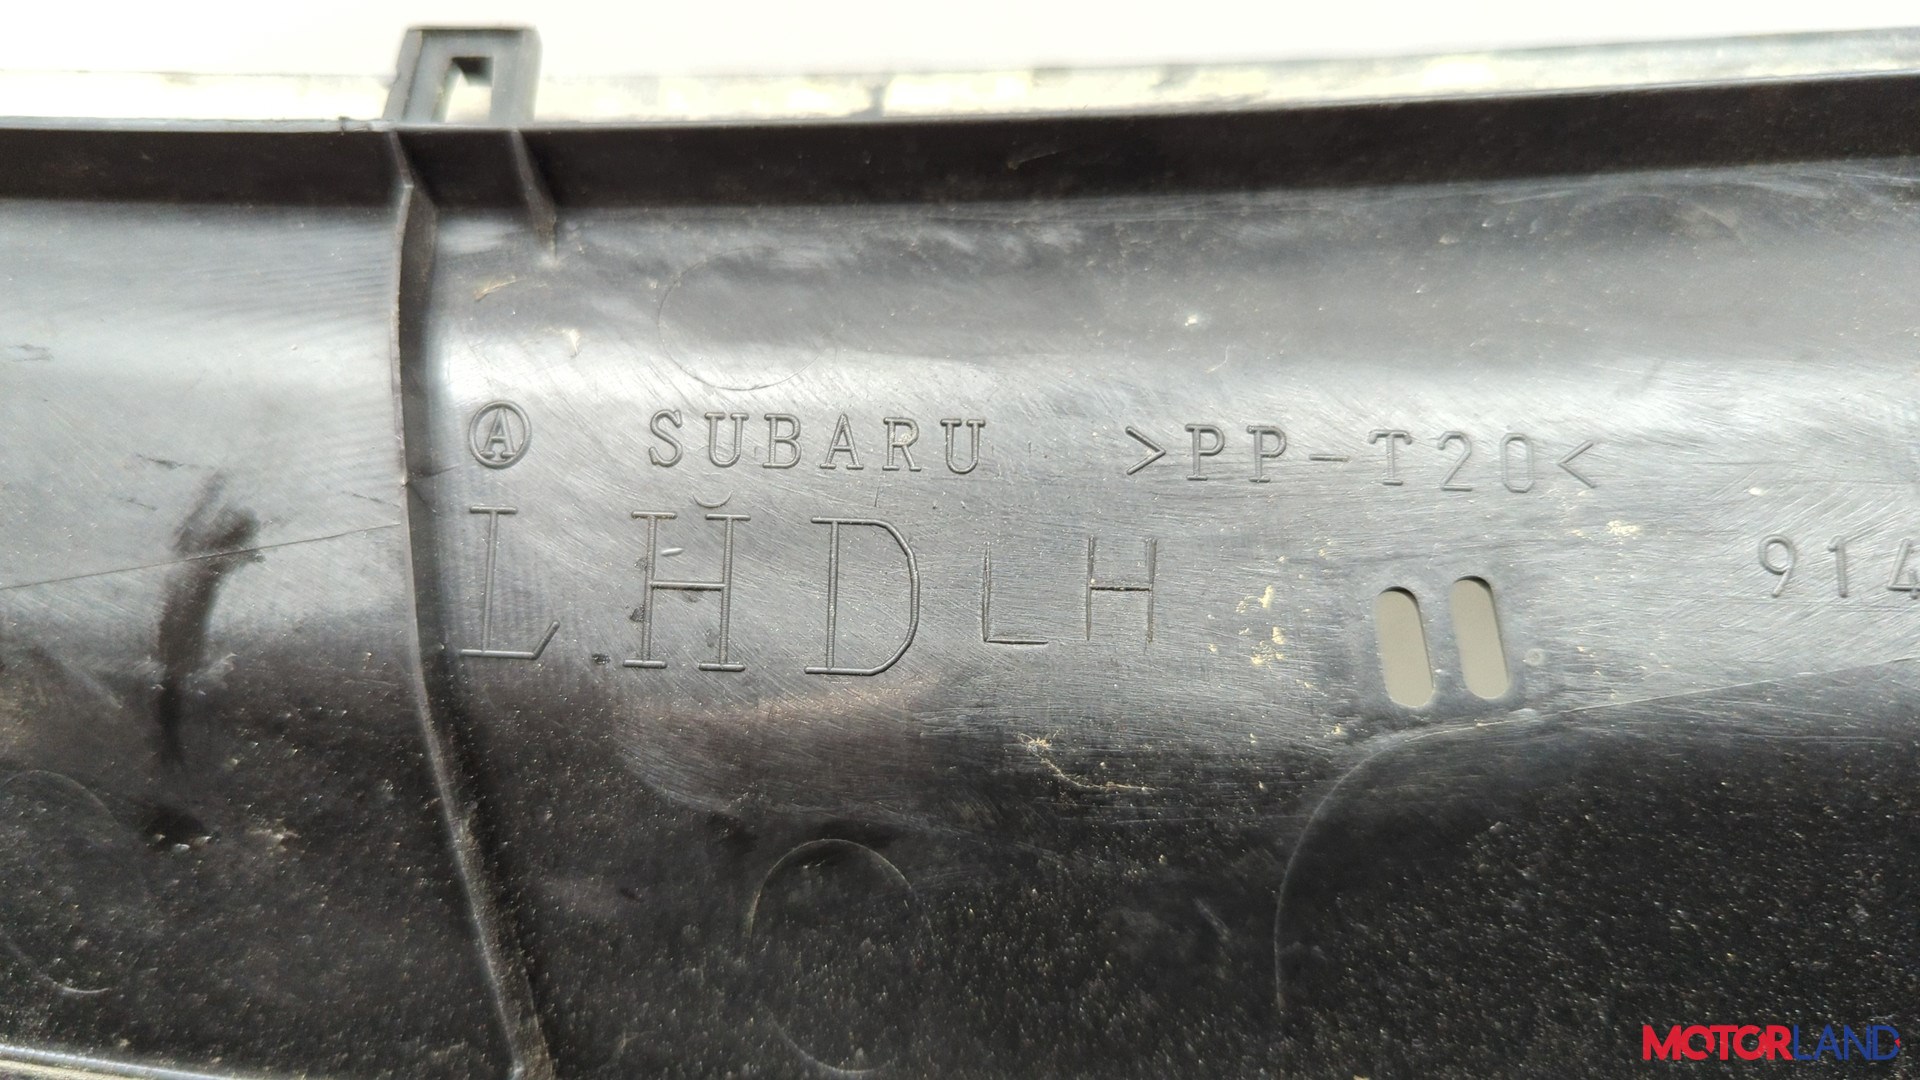 Ⓐ SUBARU >PP-T20<
LHD LH
914
MOTORLAND